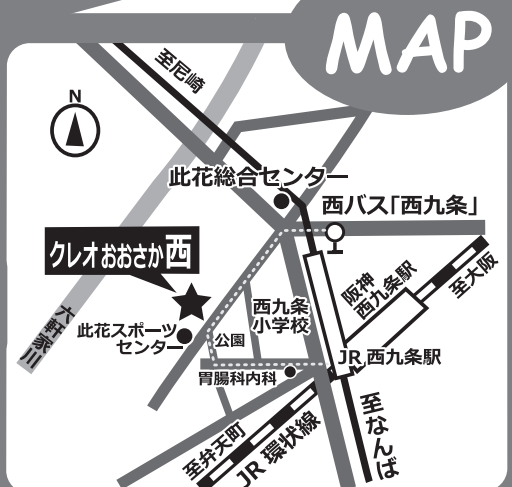 MAP
至尼崎
N
此花総合センター
西バス「西九条」
クレオおおさか西
阪神
西九条駅
至大阪
六軒家川
西九条
小学校
此花スポーツ
センター
公園
JR 西九条駅
胃腸科内科
至なんば
至弁天町
JR 環状線